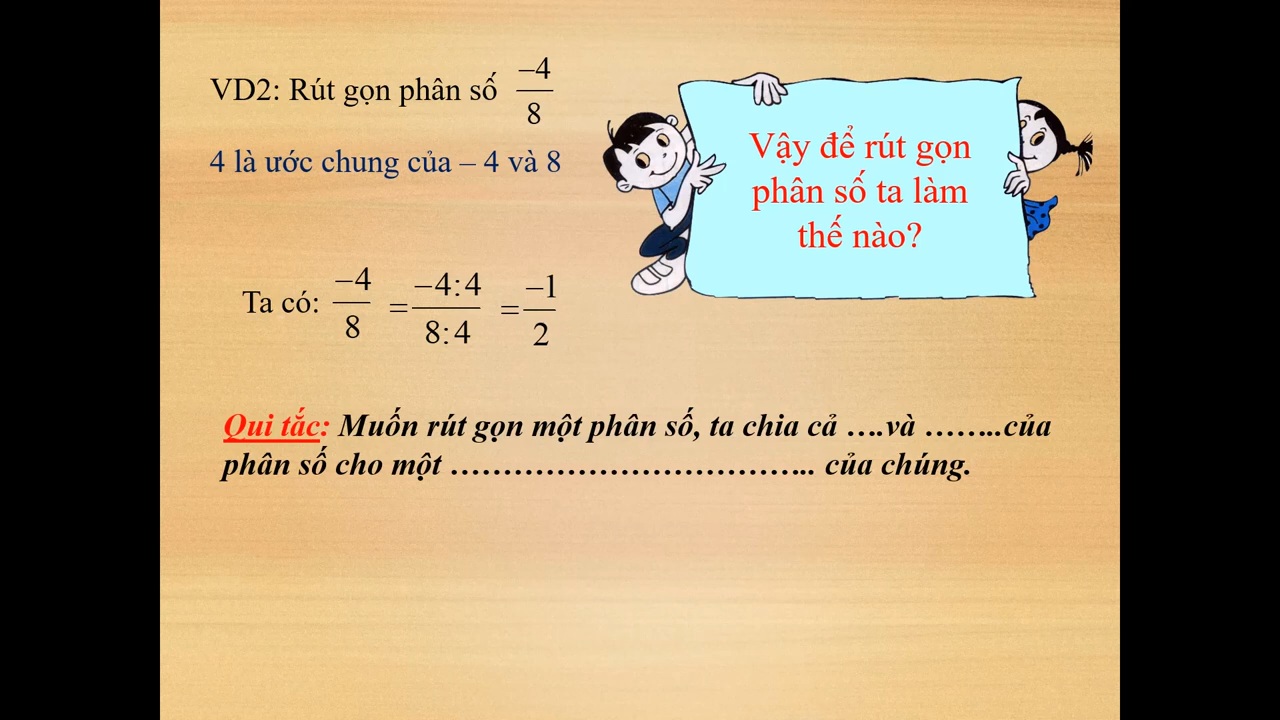 VD2: Rút gọn phân số −4/8
4 là ước chung của – 4 và 8
Vậy để rút gọn
phân số ta làm
thế nào?
Ta có: −4/8 = −4:4/8:4 = −1/2
Qui tắc: Muốn rút gọn một phân số, ta chia cả ….và ……..của
phân số cho một …………………………….. của chúng.